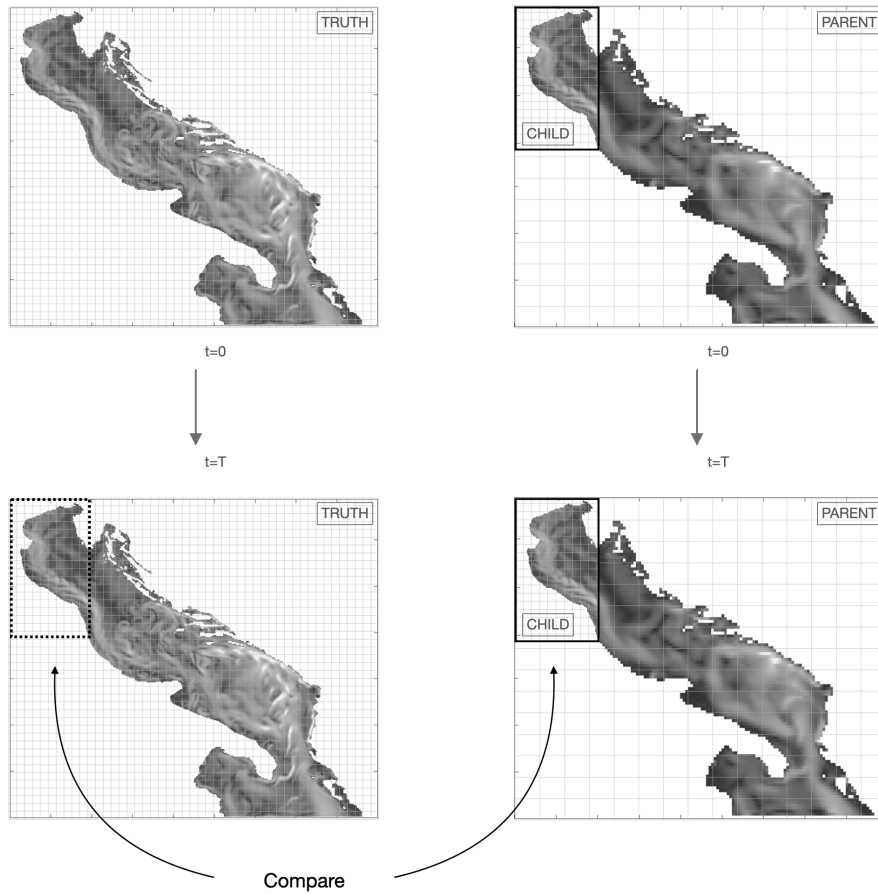 TRUTH
PARENT
CHILD
t=0
t=0
t=T
t=T
TRUTH
PARENT
CHILD
Compare